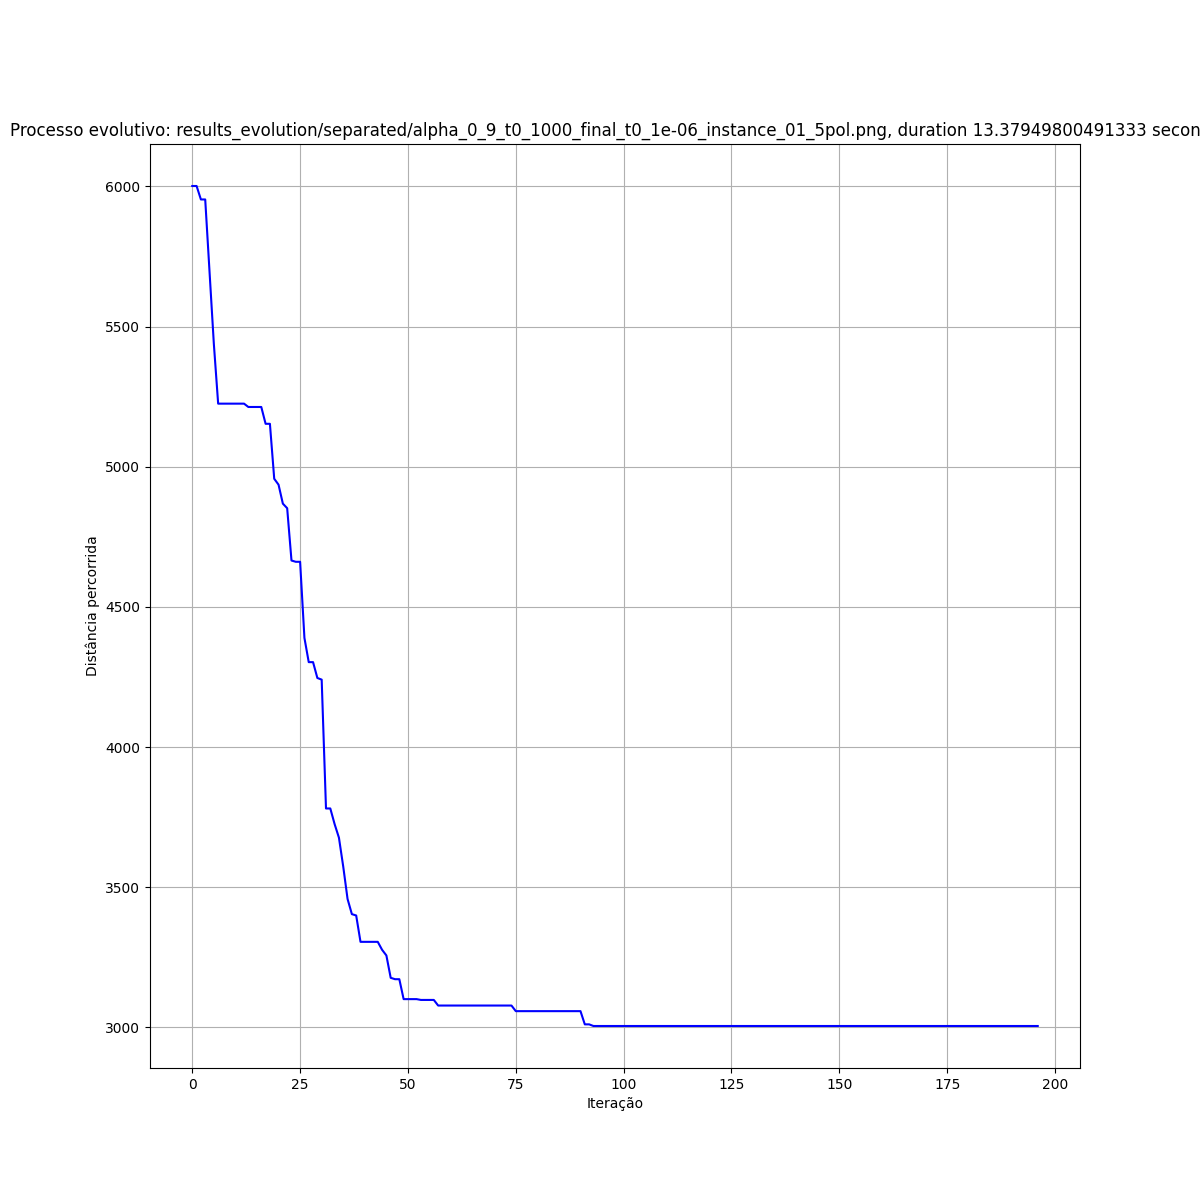 Processo evolutivo: results_evolution/separated/alpha_0_9_t0_1000_final_t0_1e-06_instance_01_5pol.png, duration 13.37949800491333 secon
6000
5500
5000
4500
4000
3500
3000
Distância percorrida
0 25 50 75 100 125 150 175 200
Iteração